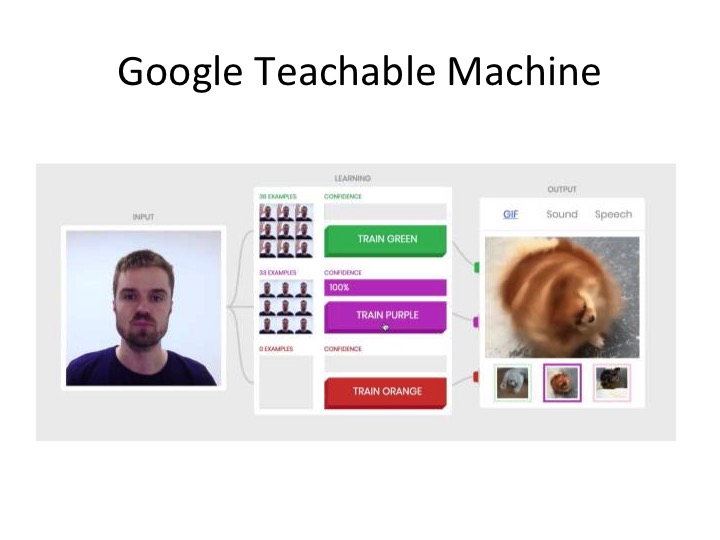 Google Teachable Machine
INPUT
LEARNING
36 EXAMPLES
CONFIDENCE
TRAIN GREEN
33 EXAMPLES
CONFIDENCE
100%
TRAIN PURPLE
0 EXAMPLES
CONFIDENCE
TRAIN ORANGE
OUTPUT
GIF Sound Speech